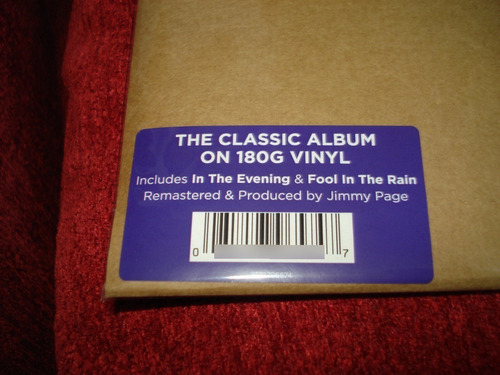 THE CLASSIC ALBUM
ON 180G VINYL
Includes In The Evening & Fool In The Rain
Remastered & Produced by Jimmy Page
0 7